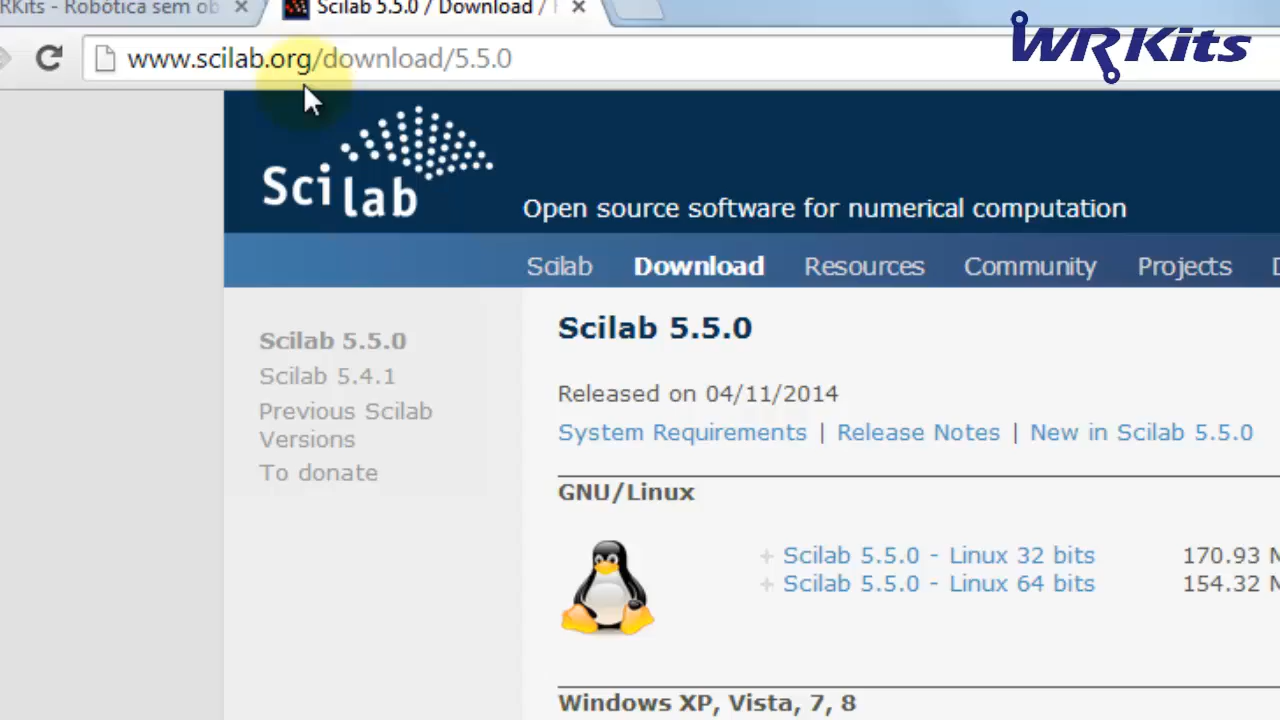 RKits - Robótica sem ob
Scilab 5.5.0 / Download /
WR Kits
www.scilab.org/download/5.5.0
Scilab
Open source software for numerical computation
Scilab Download Resources Community Projects
Scilab 5.5.0
Scilab 5.4.1
Previous Scilab
Versions
To donate
Scilab 5.5.0
Released on 04/11/2014
System Requirements | Release Notes | New in Scilab 5.5.0
GNU/Linux
+ Scilab 5.5.0 - Linux 32 bits 170.93 M
+ Scilab 5.5.0 - Linux 64 bits 154.32 M
Windows XP, Vista, 7, 8